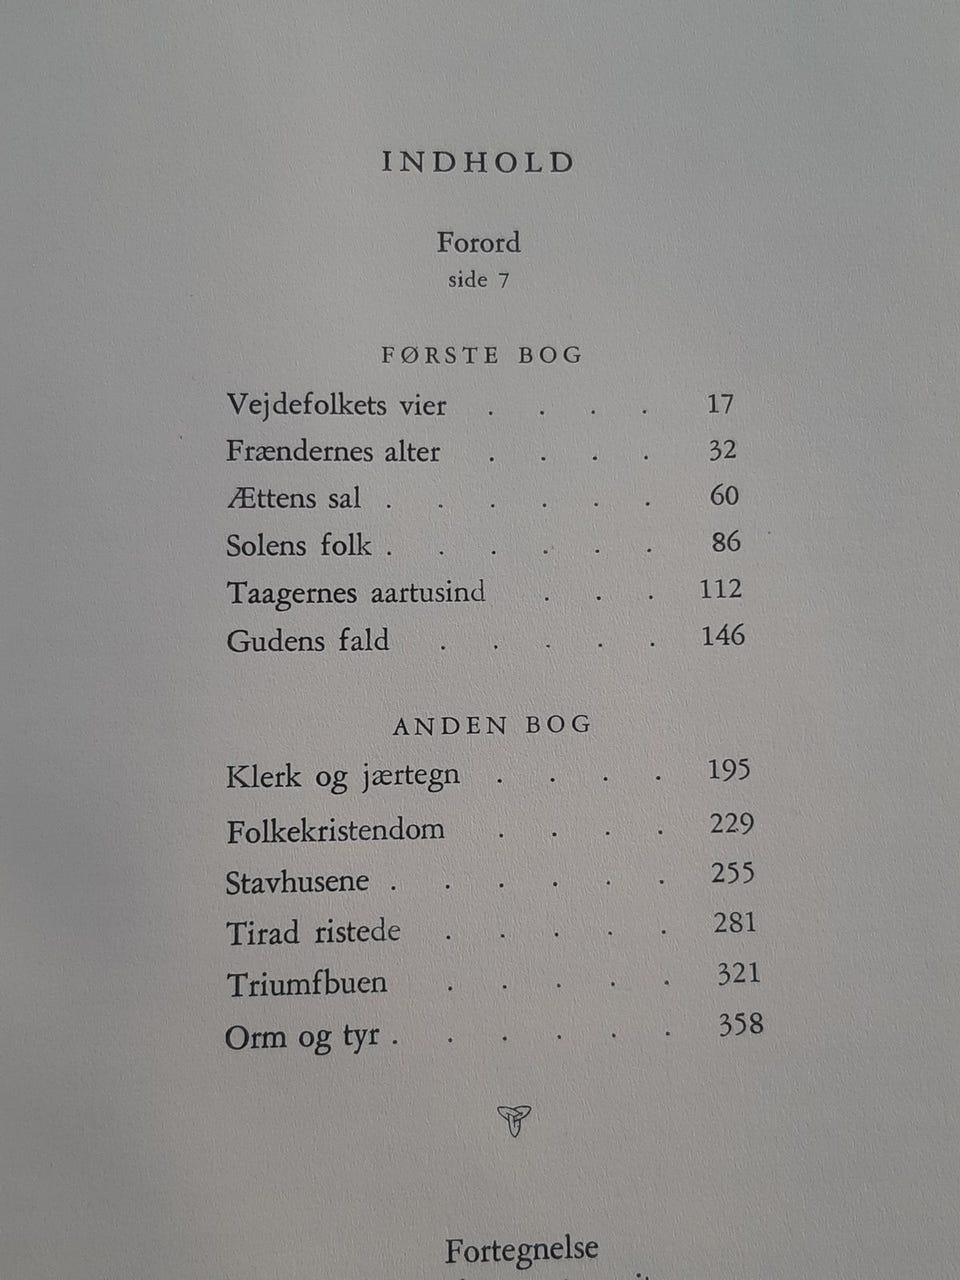 INDHOLD
Forord
side 7
FØRSTE BOG
Vejdefolkets vier . . . . 17
Frændernes alter . . . . 32
Ættens sal . . . . . . 60
Solens folk . . . . . . 86
Taagernes aartusind . . . 112
Gudens fald . . . . . 146
ANDEN BOG
Klerk og jærtegn . . . . 195
Folkekristendom . . . . 229
Stavhusene . . . . . . 255
Tirad ristede . . . . . 281
Triumfbuen . . . . . 321
Orm og tyr . . . . . . 358
Fortegnelse